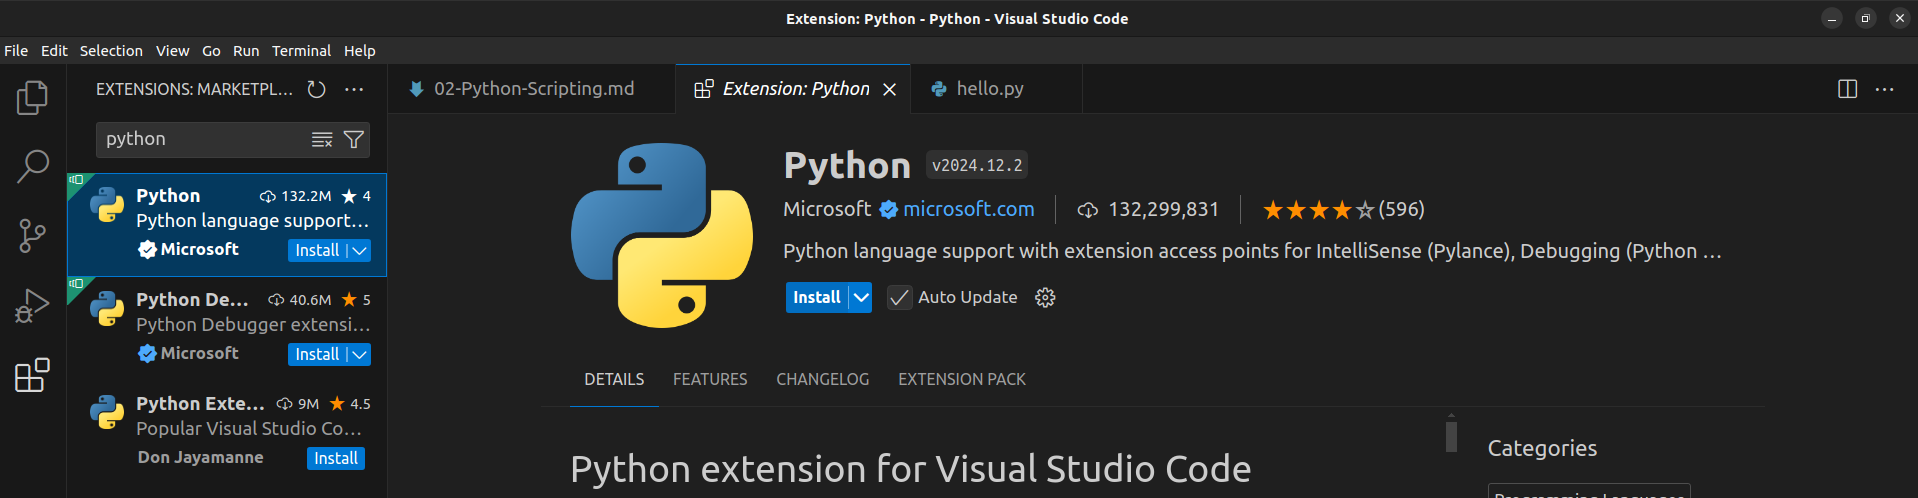 Extension: Python - Python - Visual Studio Code
File Edit Selection View Go Run Terminal Help
EXTENSIONS: MARKETPL...
python
Python 132.2M ★ 4
Python language support...
Microsoft Install
Python De... 40.6M ★ 5
Python Debugger extensi...
Microsoft Install
Python Exte... 9M ★ 4.5
Popular Visual Studio Co...
Don Jayamanne Install
02-Python-Scripting.md Extension: Python hello.py
Python v2024.12.2
Microsoft microsoft.com 132,299,831 ★★★★☆(596)
Python language support with extension access points for IntelliSense (Pylance), Debugging (Python ...
Install Auto Update
DETAILS FEATURES CHANGELOG EXTENSION PACK
Python extension for Visual Studio Code
Categories
Programming Languages